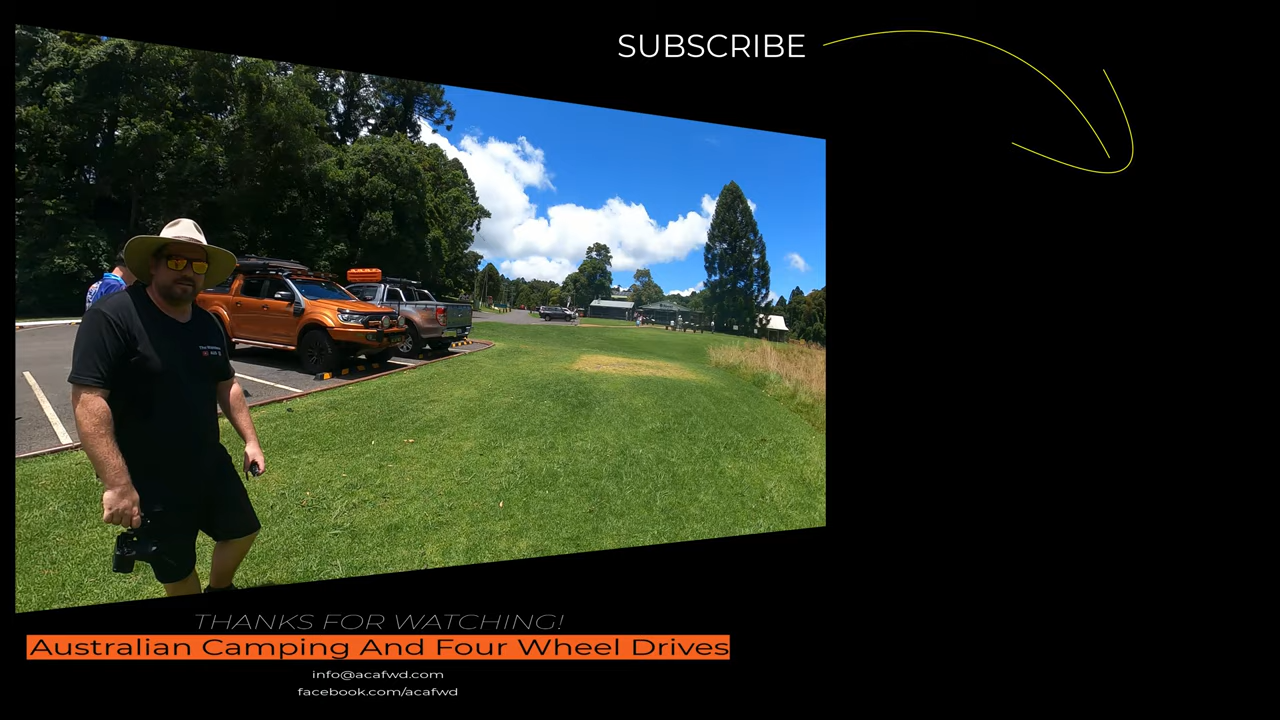 SUBSCRIBE
THANKS FOR WATCHING!
Australian Camping And Four Wheel Drives
info@acafwd.com
facebook.com/acafwd